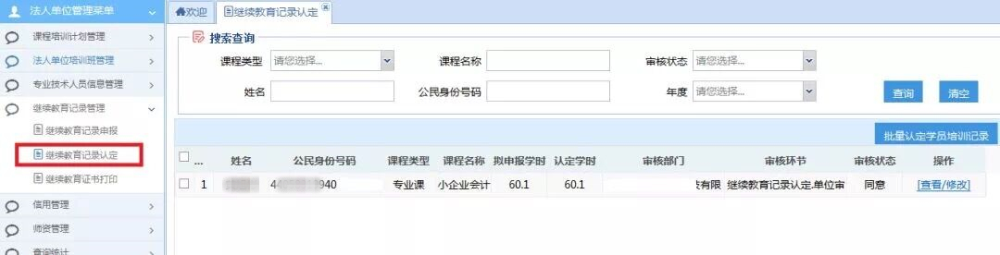 法人单位管理菜单
课程培训计划管理
法人单位培训班管理
专业技术人员信息管理
继续教育记录管理
继续教育记录申报
继续教育记录认定
继续教育证书打印
信用管理
师资管理
查询统计
欢迎 继续教育记录认定
搜索查询
课程类型 请您选择... 课程名称 审核状态 请您选择...
姓名 公民身份号码 年度 请您选择... 查询 清空
批量认定学员培训记录
... 姓名 公民身份号码 课程类型 课程名称 拟申报学时 认定学时 审核部门 审核环节 审核状态 操作
1 44 940 专业课 小企业会计 60.1 60.1 有限 继续教育记录认定.单位审 同意 [查看/修改]